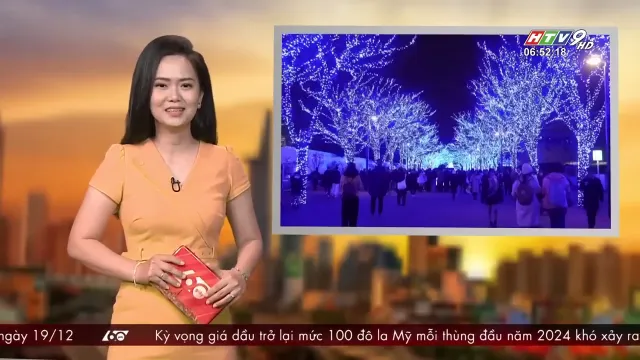 HTV9 HD
06:52:18
ngày 19/12
60
Kỳ vọng giá dầu trở lại mức 100 đô la Mỹ mỗi thùng đầu năm 2024 khó xảy ra